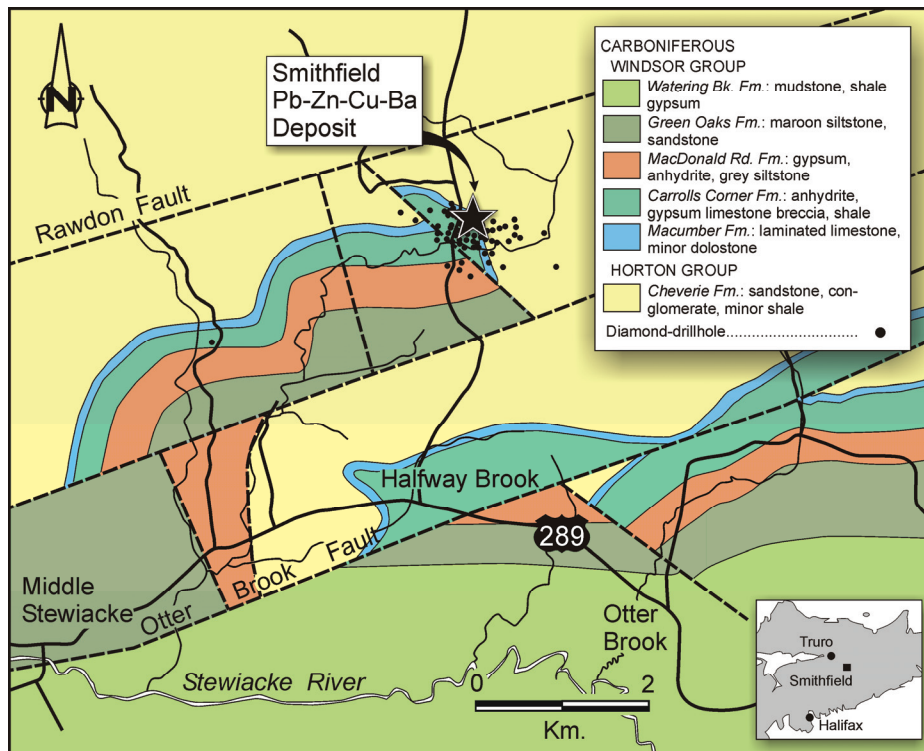 N
Smithfield
Pb-Zn-Cu-Ba
Deposit
CARBONIFEROUS
WINDSOR GROUP
Watering Bk. Fm.: mudstone, shale
gypsum
Green Oaks Fm.: maroon siltstone,
sandstone
MacDonald Rd. Fm.: gypsum,
anhydrite, grey siltstone
Carrolls Corner Fm.: anhydrite,
gypsum limestone breccia, shale
Macumber Fm.: laminated limestone,
minor dolostone
HORTON GROUP
Cheverie Fm.: sandstone, con-
glomerate, minor shale
Diamond-drillhole..............................
Rawdon Fault
Halfway Brook
289
Middle
Stewiacke
Otter Brook Fault
Otter
Brook
Stewiacke River
0 2
Km.
Truro
Smithfield
Halifax